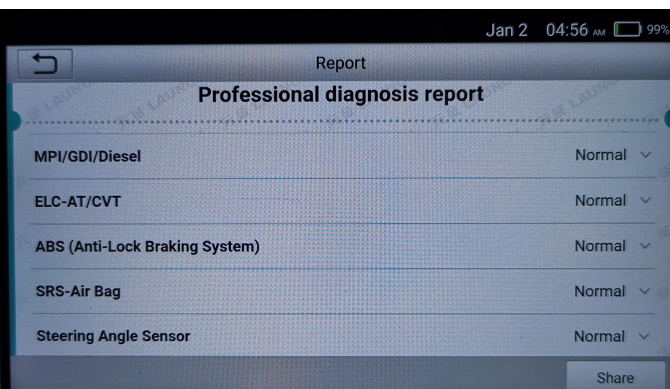 Jan 2 04:56 AM 99%
Report
Professional diagnosis report
MPI/GDI/Diesel Normal
ELC-AT/CVT Normal
ABS (Anti-Lock Braking System) Normal
SRS-Air Bag Normal
Steering Angle Sensor Normal
Share